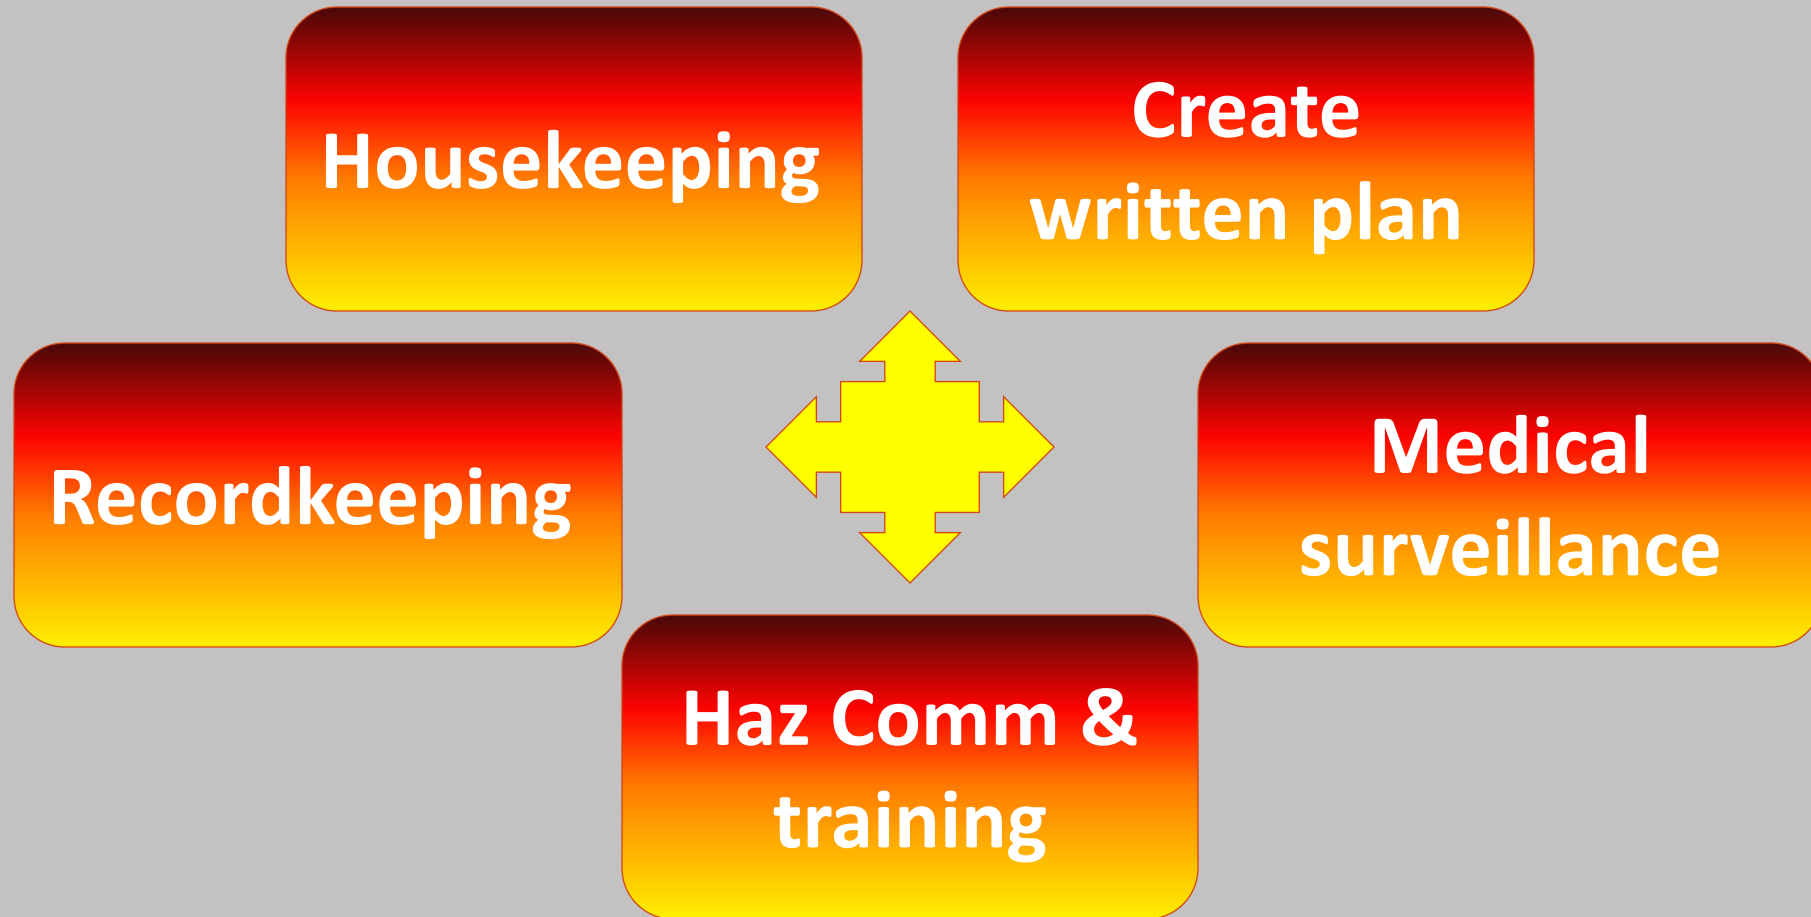 Housekeeping
Create
written plan
Recordkeeping
Medical
surveillance
Haz Comm &
training